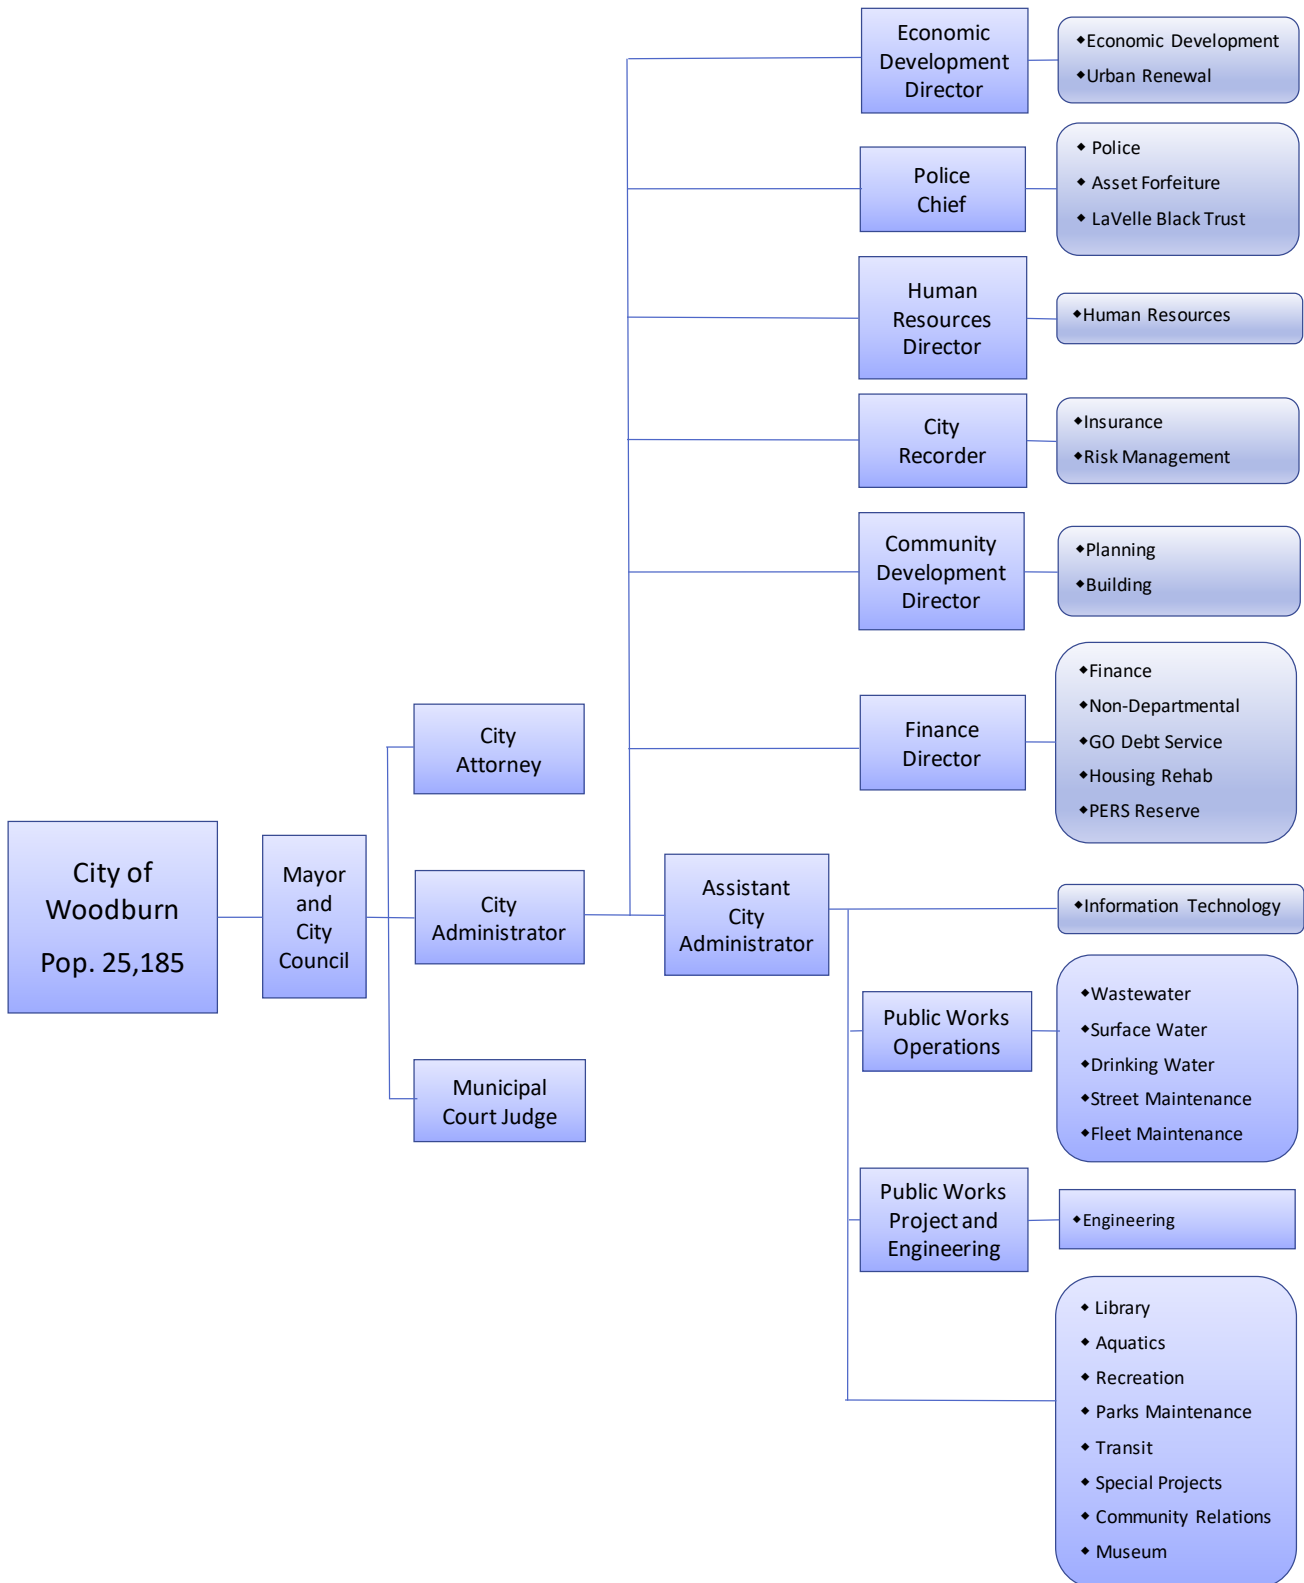 City of
Woodburn
Pop. 25,185
Mayor
and
City
Council
City
Attorney
City
Administrator
Municipal
Court Judge
Economic
Development
Director
◆Economic Development
◆Urban Renewal
Police
Chief
◆ Police
◆ Asset Forfeiture
◆ LaVelle Black Trust
Human
Resources
Director
◆Human Resources
City
Recorder
◆Insurance
◆Risk Management
Community
Development
Director
◆Planning
◆Building
Finance
Director
◆Finance
◆Non-Departmental
◆GO Debt Service
◆Housing Rehab
◆PERS Reserve
Assistant
City
Administrator
◆Information Technology
Public Works
Operations
◆Wastewater
◆Surface Water
◆Drinking Water
◆Street Maintenance
◆Fleet Maintenance
Public Works
Project and
Engineering
◆Engineering
◆ Library
◆ Aquatics
◆ Recreation
◆ Parks Maintenance
◆ Transit
◆ Special Projects
◆ Community Relations
◆ Museum